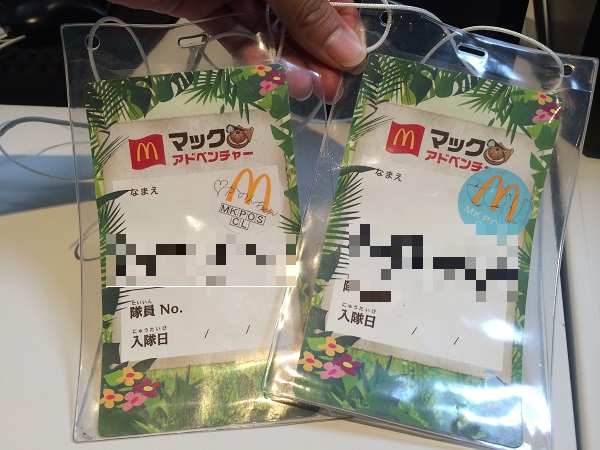 マック
アドベンチャー
なまえ
MKPOS
CL
たいいん
隊員 No.
にゅうたいび
入隊日 / /
マック
アドベンチャー
なまえ
MKPOS
にゅうたいび
入隊日 / /